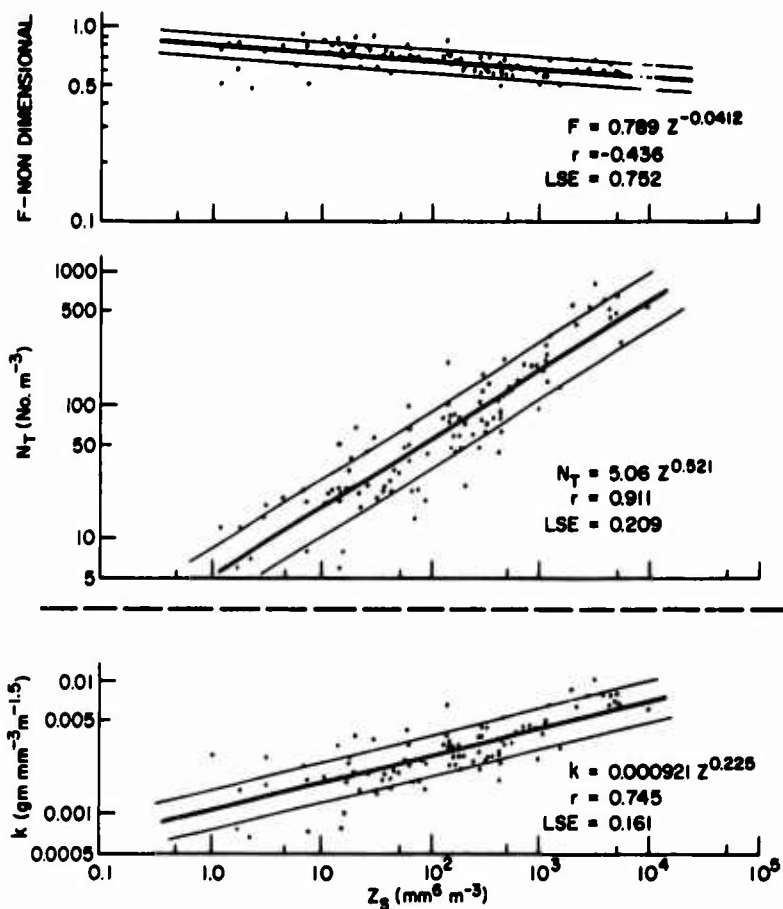 F-NON DIMENSIONAL
1.0
0.5
0.1
F = 0.789 Z^-0.0412
r = -0.436
LSE = 0.752
N_T (No. m^-3)
1000
500
100
50
10
5
N_T = 5.06 Z^0.521
r = 0.911
LSE = 0.209
k (gm mm^-3 m^-1.5)
0.01
0.005
0.001
0.0005
k = 0.000921 Z^0.225
r = 0.745
LSE = 0.161
0.1 1.0 10 10^2 10^3 10^4 10^5
Z_S (mm^6 m^-3)